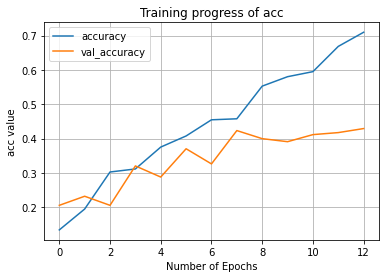 Training progress of acc
accuracy
val_accuracy
acc value
0.7
0.6
0.5
0.4
0.3
0.2
0 2 4 6 8 10 12
Number of Epochs